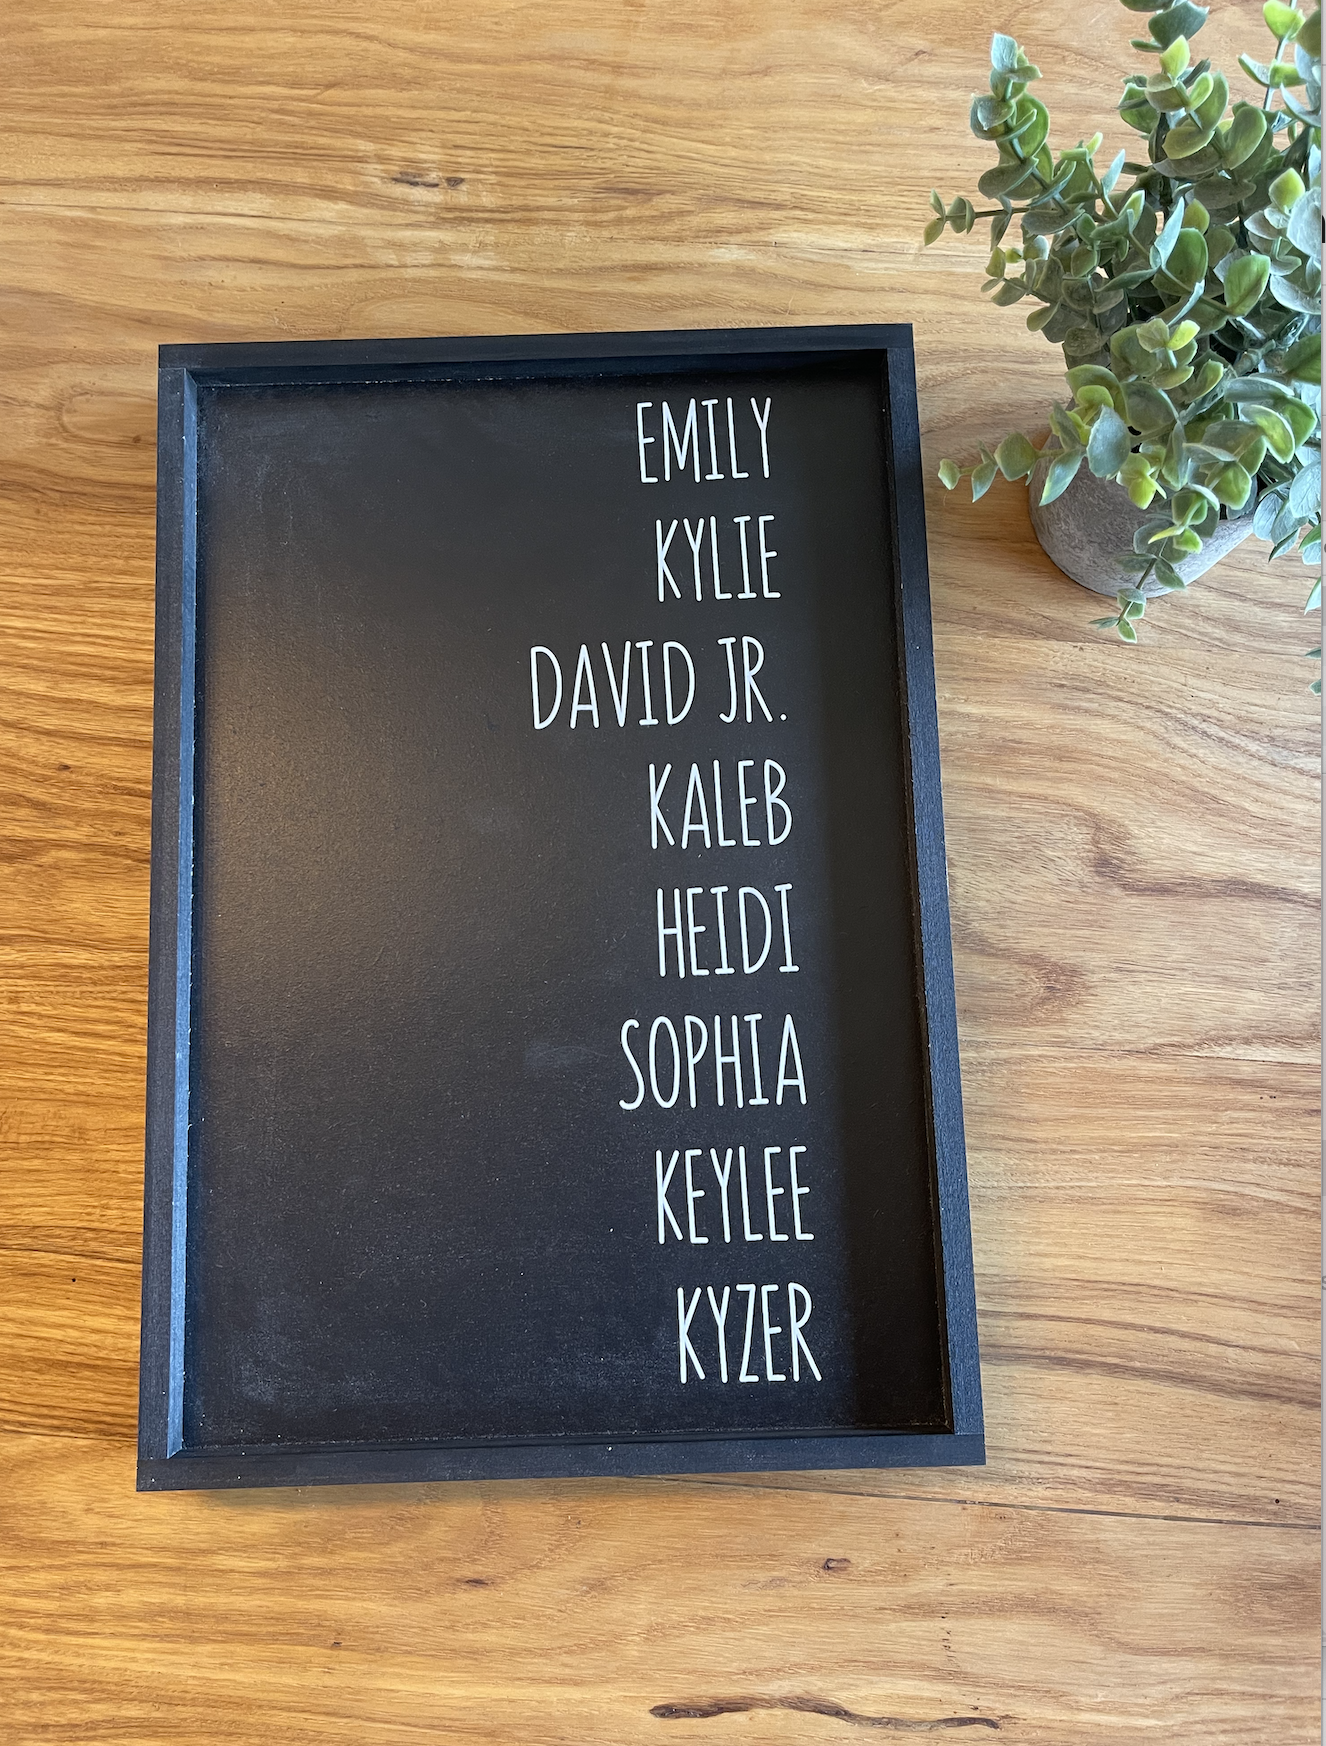 EMILY
KYLIE
DAVID JR.
KALEB
HEIDI
SOPHIA
KEYLEE
KYZER